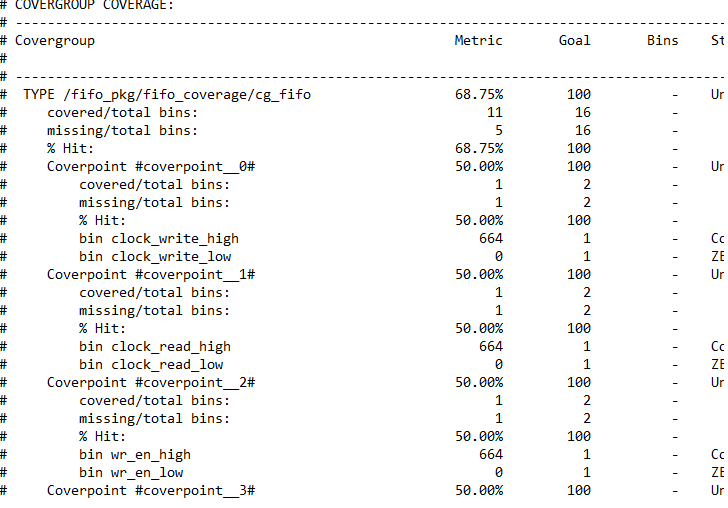 # COVERGROUP COVERAGE:
# ----------------------------------------------------------------------------------------
# Covergroup Metric Goal Bins St
#
# ----------------------------------------------------------------------------------------
# TYPE /fifo_pkg/fifo_coverage/cg_fifo 68.75% 100 - Un
# covered/total bins: 11 16 -
# missing/total bins: 5 16 -
# % Hit: 68.75% 100 -
# Coverpoint #coverpoint__0# 50.00% 100 - Un
# covered/total bins: 1 2 -
# missing/total bins: 1 2 -
# % Hit: 50.00% 100 -
# bin clock_write_high 664 1 - Co
# bin clock_write_low 0 1 - ZE
# Coverpoint #coverpoint__1# 50.00% 100 - Un
# covered/total bins: 1 2 -
# missing/total bins: 1 2 -
# % Hit: 50.00% 100 -
# bin clock_read_high 664 1 - Co
# bin clock_read_low 0 1 - ZE
# Coverpoint #coverpoint__2# 50.00% 100 - Un
# covered/total bins: 1 2 -
# missing/total bins: 1 2 -
# % Hit: 50.00% 100 -
# bin wr_en_high 664 1 - Co
# bin wr_en_low 0 1 - ZE
# Coverpoint #coverpoint__3# 50.00% 100 - Un